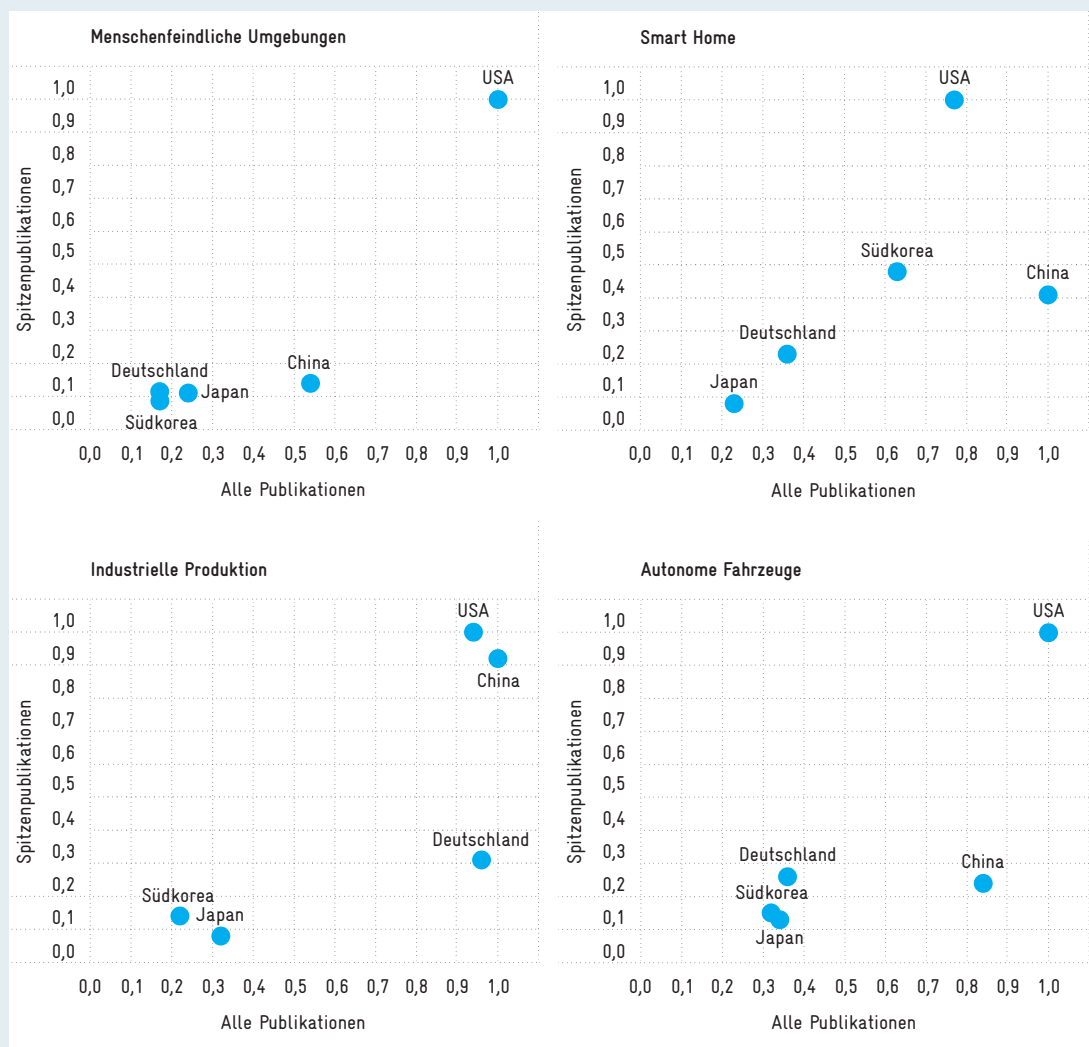 Menschenfeindliche Umgebungen
USA
1,0
0,9
0,8
0,7
0,6
0,5
0,4
0,3
0,2
0,1
0,0
Spitzenpublikationen
China
Deutschland
Japan
Südkorea
0,0 0,1 0,2 0,3 0,4 0,5 0,6 0,7 0,8 0,9 1,0
Alle Publikationen
Smart Home
USA
1,0
0,9
0,8
0,7
0,6
0,5
0,4
0,3
0,2
0,1
0,0
Spitzenpublikationen
Südkorea
China
Deutschland
Japan
0,0 0,1 0,2 0,3 0,4 0,5 0,6 0,7 0,8 0,9 1,0
Alle Publikationen
Industrielle Produktion
USA
1,0
0,9
0,8
0,7
0,6
0,5
0,4
0,3
0,2
0,1
0,0
Spitzenpublikationen
China
Deutschland
Südkorea
Japan
0,0 0,1 0,2 0,3 0,4 0,5 0,6 0,7 0,8 0,9 1,0
Alle Publikationen
Autonome Fahrzeuge
USA
1,0
0,9
0,8
0,7
0,6
0,5
0,4
0,3
0,2
0,1
0,0
Spitzenpublikationen
Deutschland
China
Südkorea
Japan
0,0 0,1 0,2 0,3 0,4 0,5 0,6 0,7 0,8 0,9 1,0
Alle Publikationen